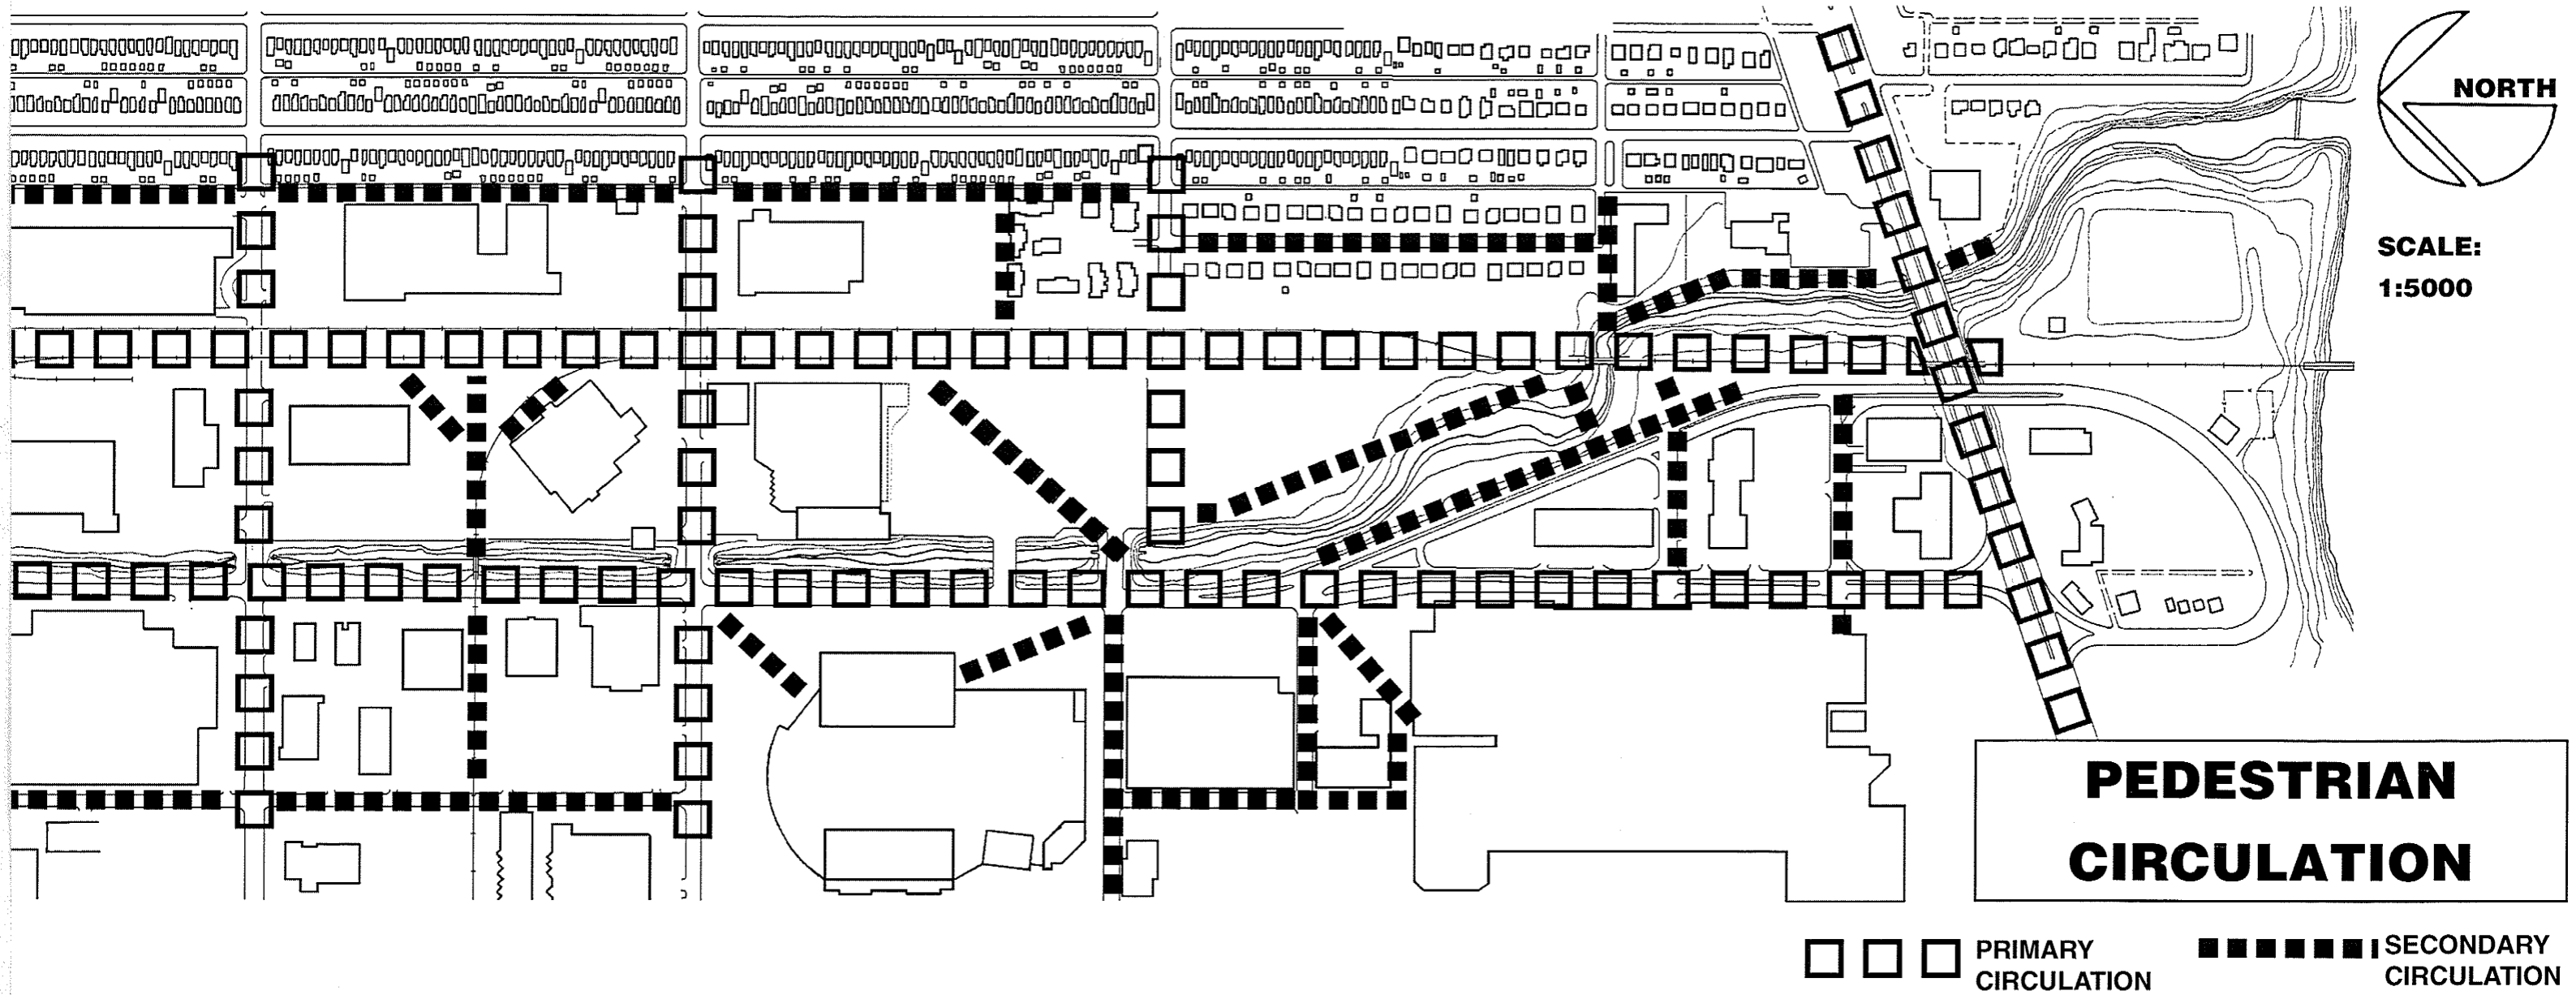 NORTH
SCALE:
1:5000
PEDESTRIAN
CIRCULATION
PRIMARY
CIRCULATION
SECONDARY
CIRCULATION